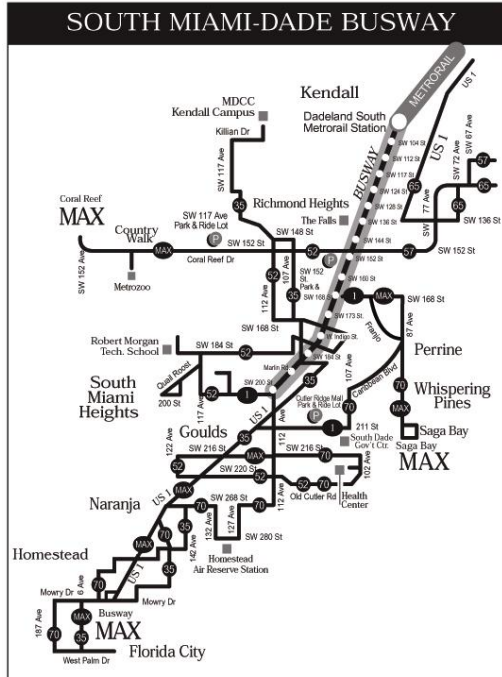 SOUTH MIAMI-DADE BUSWAY
METRORAIL
US 1
Kendall
Dadeland South
Metrorail Station
MDCC
Kendall Campus
Killian Dr
SW 117 Ave
35
BUSWAY
SW 104 St
SW 112 St
SW 117 St
SW 124 St
SW 128 St
SW 136 St
SW 144 St
SW 152 St
SW 160 St
SW 168 St
SW 173 St
W. Indigo St.
SW 184 St
Marlin Rd.
SW 200 St
US 1
65
SW 77 Ave
SW 72 Ave
SW 67 Ave
57
65
65
SW 136 St
Richmond Heights
The Falls
SW 117 Ave
Park & Ride Lot
P
SW 148 St
Coral Reef
MAX
Country
Walk
MAX
SW 152 St
Coral Reef Dr
52
57
SW 152 St
SW 152 Ave
Metrozoo
52
112 Ave
107 Ave
35
SW 152
St.
Park &
P
I
MAX
SW 168 St
Franjo
87 Ave
SW 168 St
Robert Morgan
Tech. School
SW 184 St
52
Quail Roost
200 St
117 Ave
52
I
South
Miami
Heights
35
107 Ave
Caribbean Blvd
70
Perrine
70
Whispering
Pines
MAX
Saga Bay
Saga Bay
MAX
Cutler Ridge Mall
Park & Ride Lot
P
I
211 St
South Dade
Gov't Ctr.
US 1
112 Ave
35
Goulds
122 Ave
SW 216 St
MAX
SW 216 St
70
52
SW 220 St
52
70
102 Ave
Old Cutler Rd
Health
Center
MAX
US 1
Naranja
70
SW 268 St
70
112 Ave
132 Ave
127 Ave
SW 280 St
Homestead
Air Reserve Station
35
142 Ave
70
35
MAX
US 1
Homestead
70
6 Ave
Mowry Dr
Mowry Dr
187 Ave
70
MAX
35
Busway
MAX
West Palm Dr
Florida City